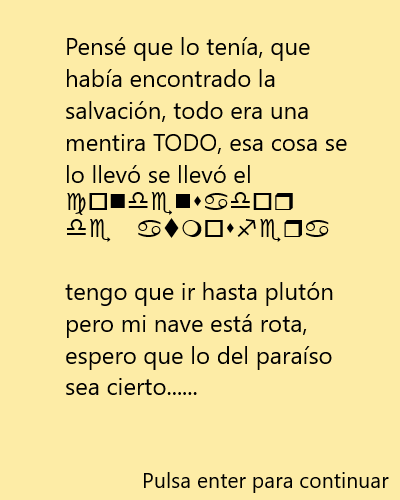 Pensé que lo tenía, que
había encontrado la
salvación, todo era una
mentira TODO, esa cosa se
lo llevó se llevó el
♍︎□︎■︎♎︎♏︎■︎⬧︎♋︎♎︎□︎❒︎
♎︎♏︎ ♋︎⧫︎❍︎□︎⬧︎♐︎♏︎❒︎♋︎
tengo que ir hasta plutón
pero mi nave está rota,
espero que lo del paraíso
sea cierto......
Pulsa enter para continuar